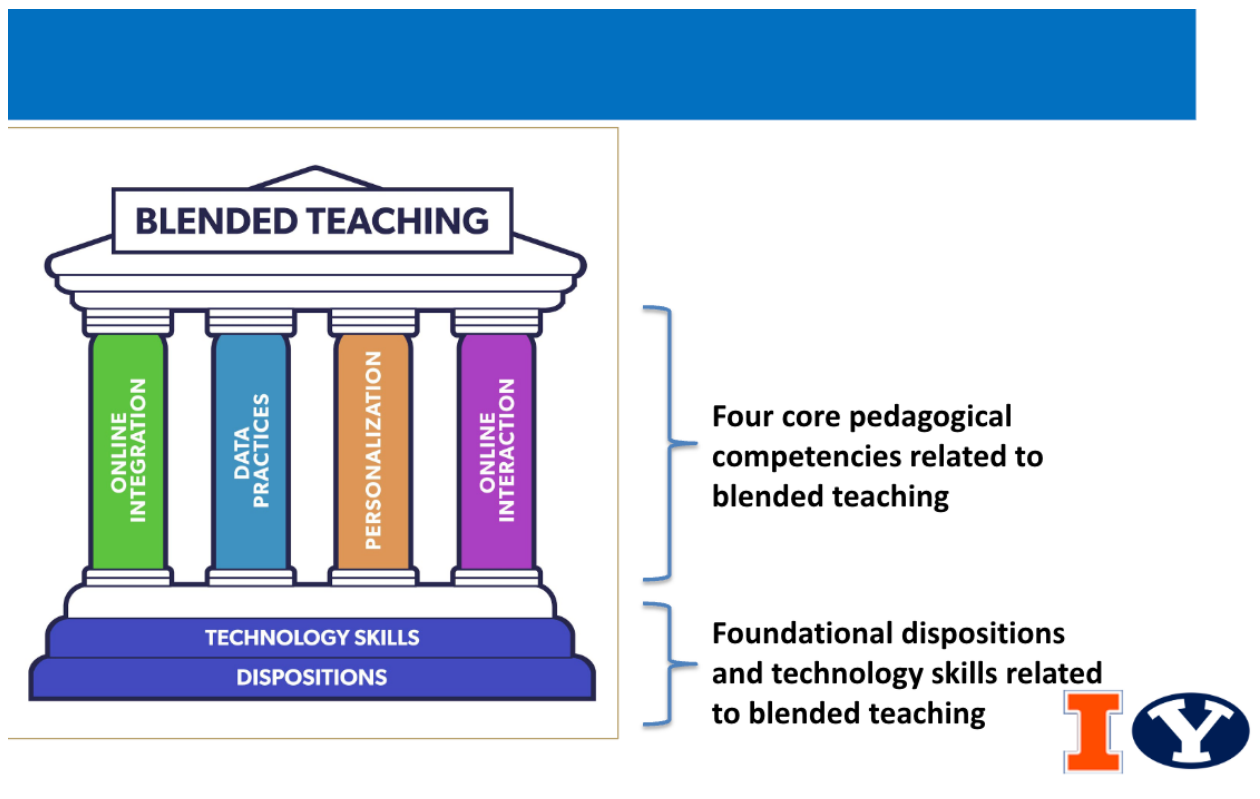 BLENDED TEACHING
ONLINE
INTEGRATION
DATA
PRACTICES
PERSONALIZATION
ONLINE
INTERACTION
TECHNOLOGY SKILLS
DISPOSITIONS
Four core pedagogical
competencies related to
blended teaching
Foundational dispositions
and technology skills related
to blended teaching
I
Y